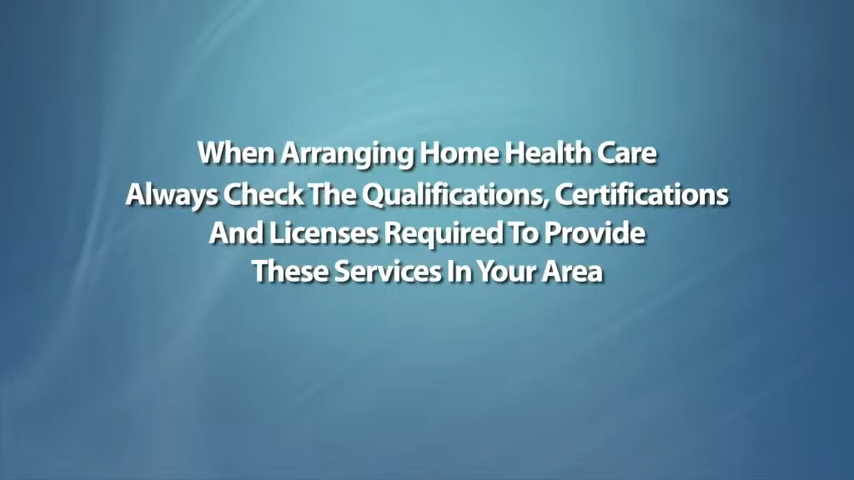 When Arranging Home Health Care
Always Check The Qualifications, Certifications
And Licenses Required To Provide
These Services In Your Area